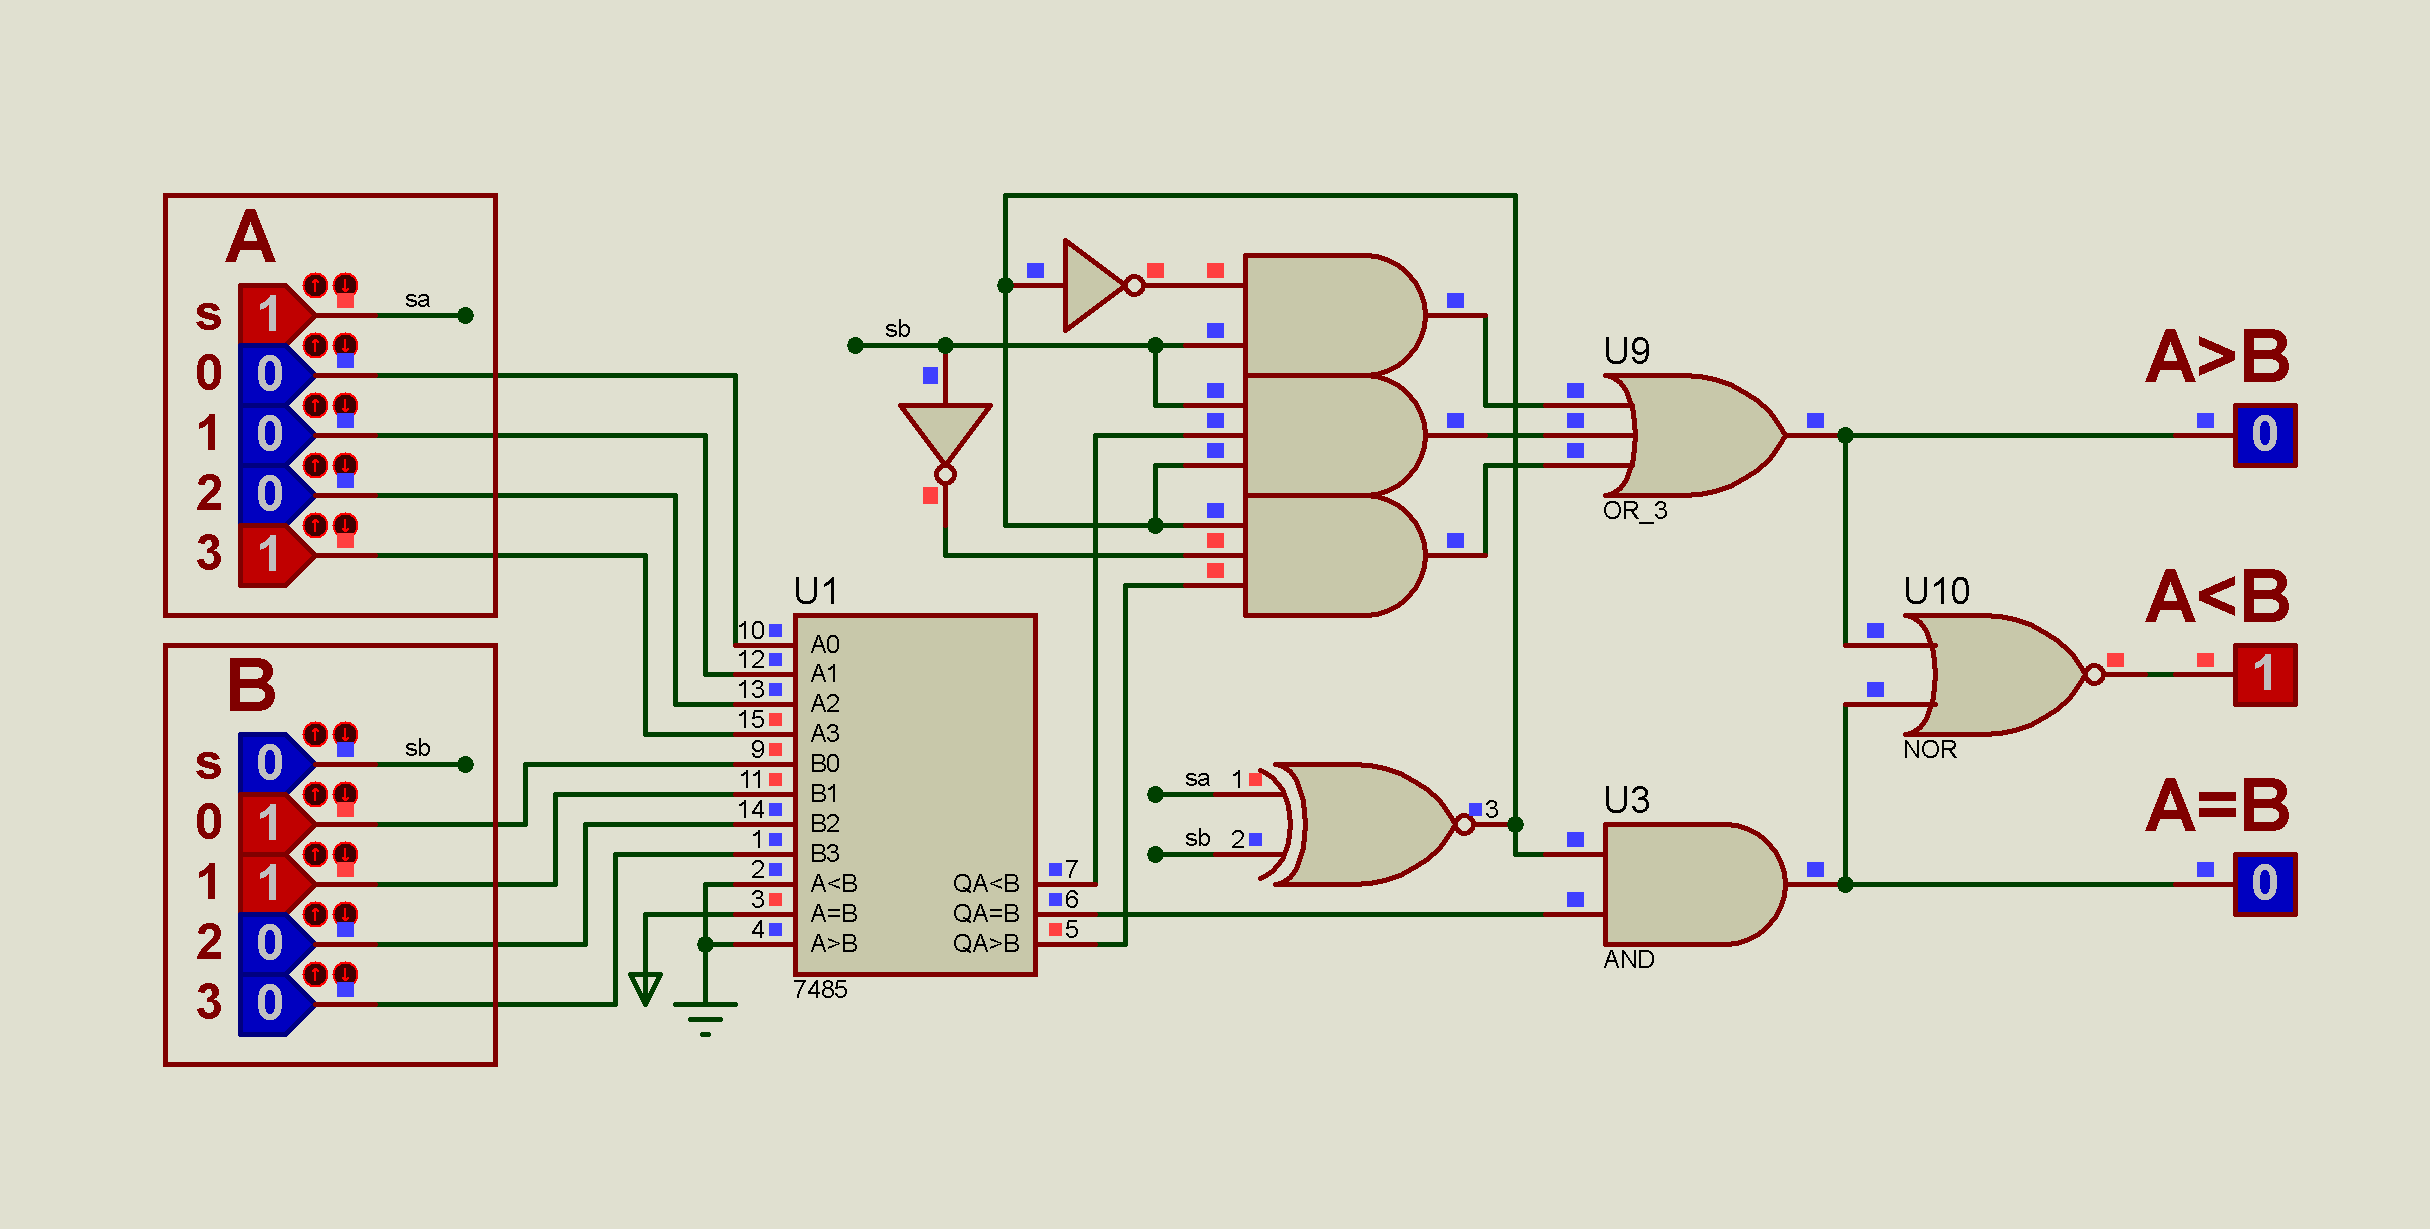 A
s 1 sa
0 0
1 0
2 0
3 1
B
s 0 sb
0 1
1 1
2 0
3 0
sb
U1
10 A0
12 A1
13 A2
15 A3
9 B0
11 B1
14 B2
1 B3
2 A<B QA<B 7
3 A=B QA=B 6
4 A>B QA>B 5
7485
sa 1
sb 2
3
U9
OR_3
U3
AND
U10
NOR
A>B
0
A<B
1
A=B
0